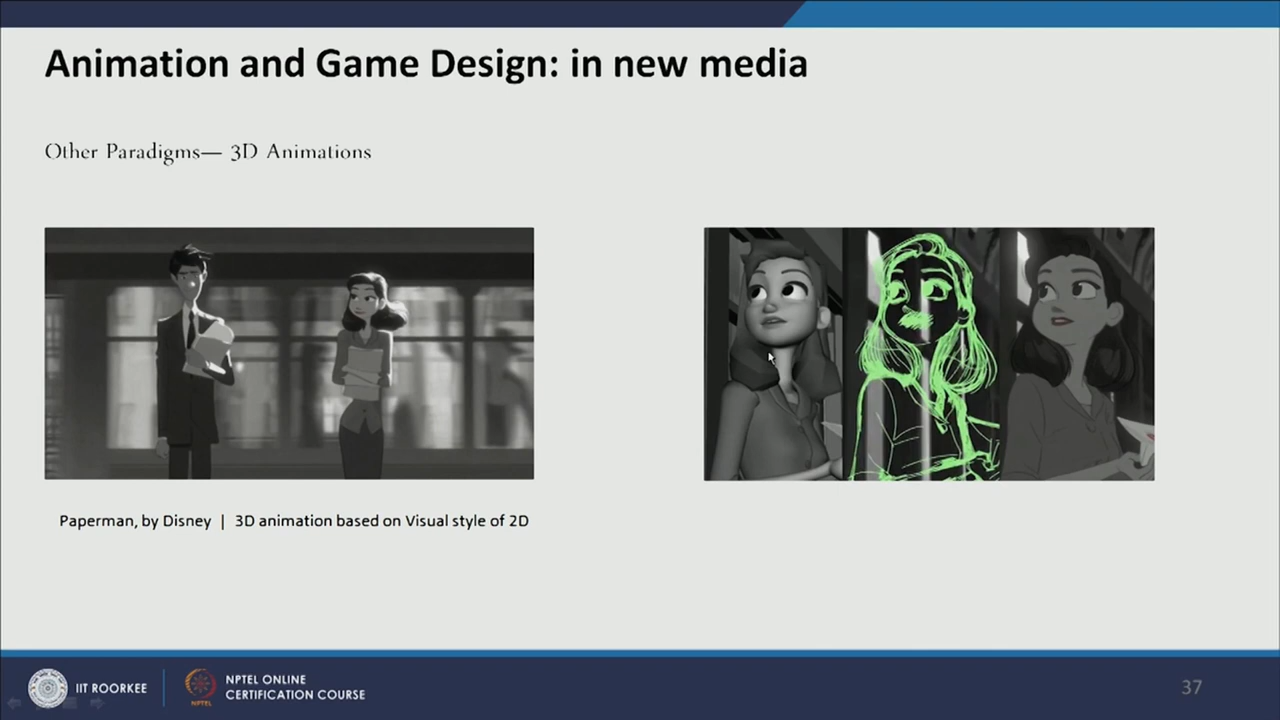 Animation and Game Design: in new media
Other Paradigms— 3D Animations
Paperman, by Disney | 3D animation based on Visual style of 2D
IIT ROORKEE
NPTEL
NPTEL ONLINE
CERTIFICATION COURSE
37